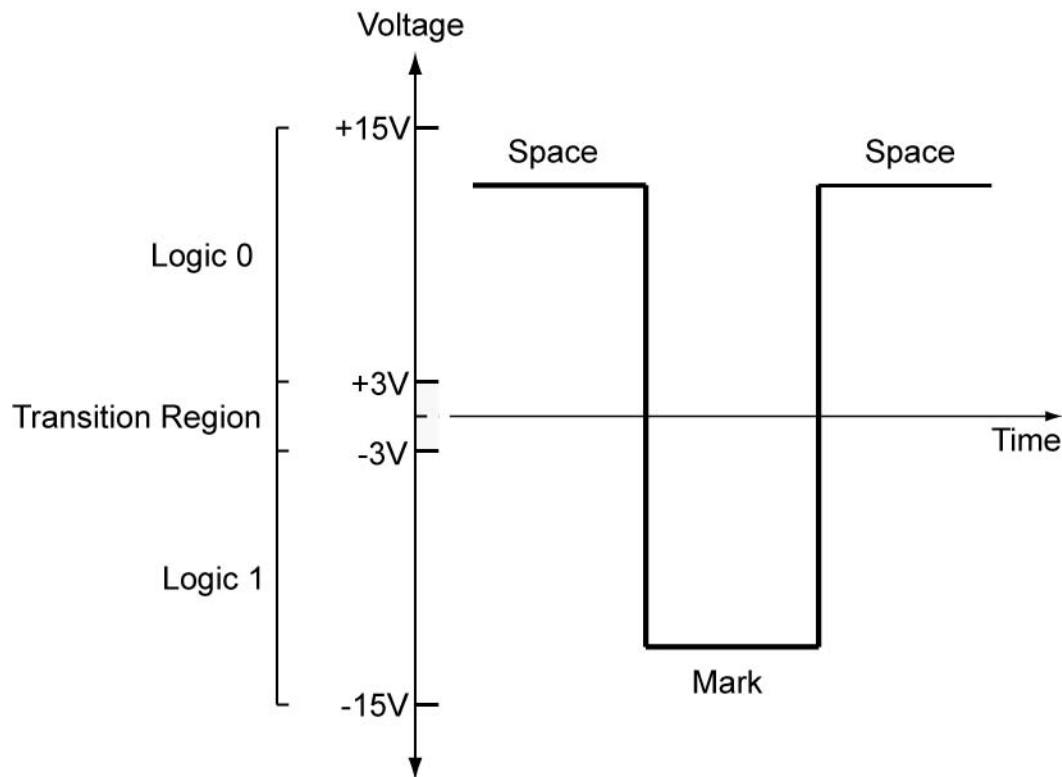 Voltage
+15V
Space
Space
Logic 0
+3V
Transition Region
-3V
Time
Logic 1
Mark
-15V